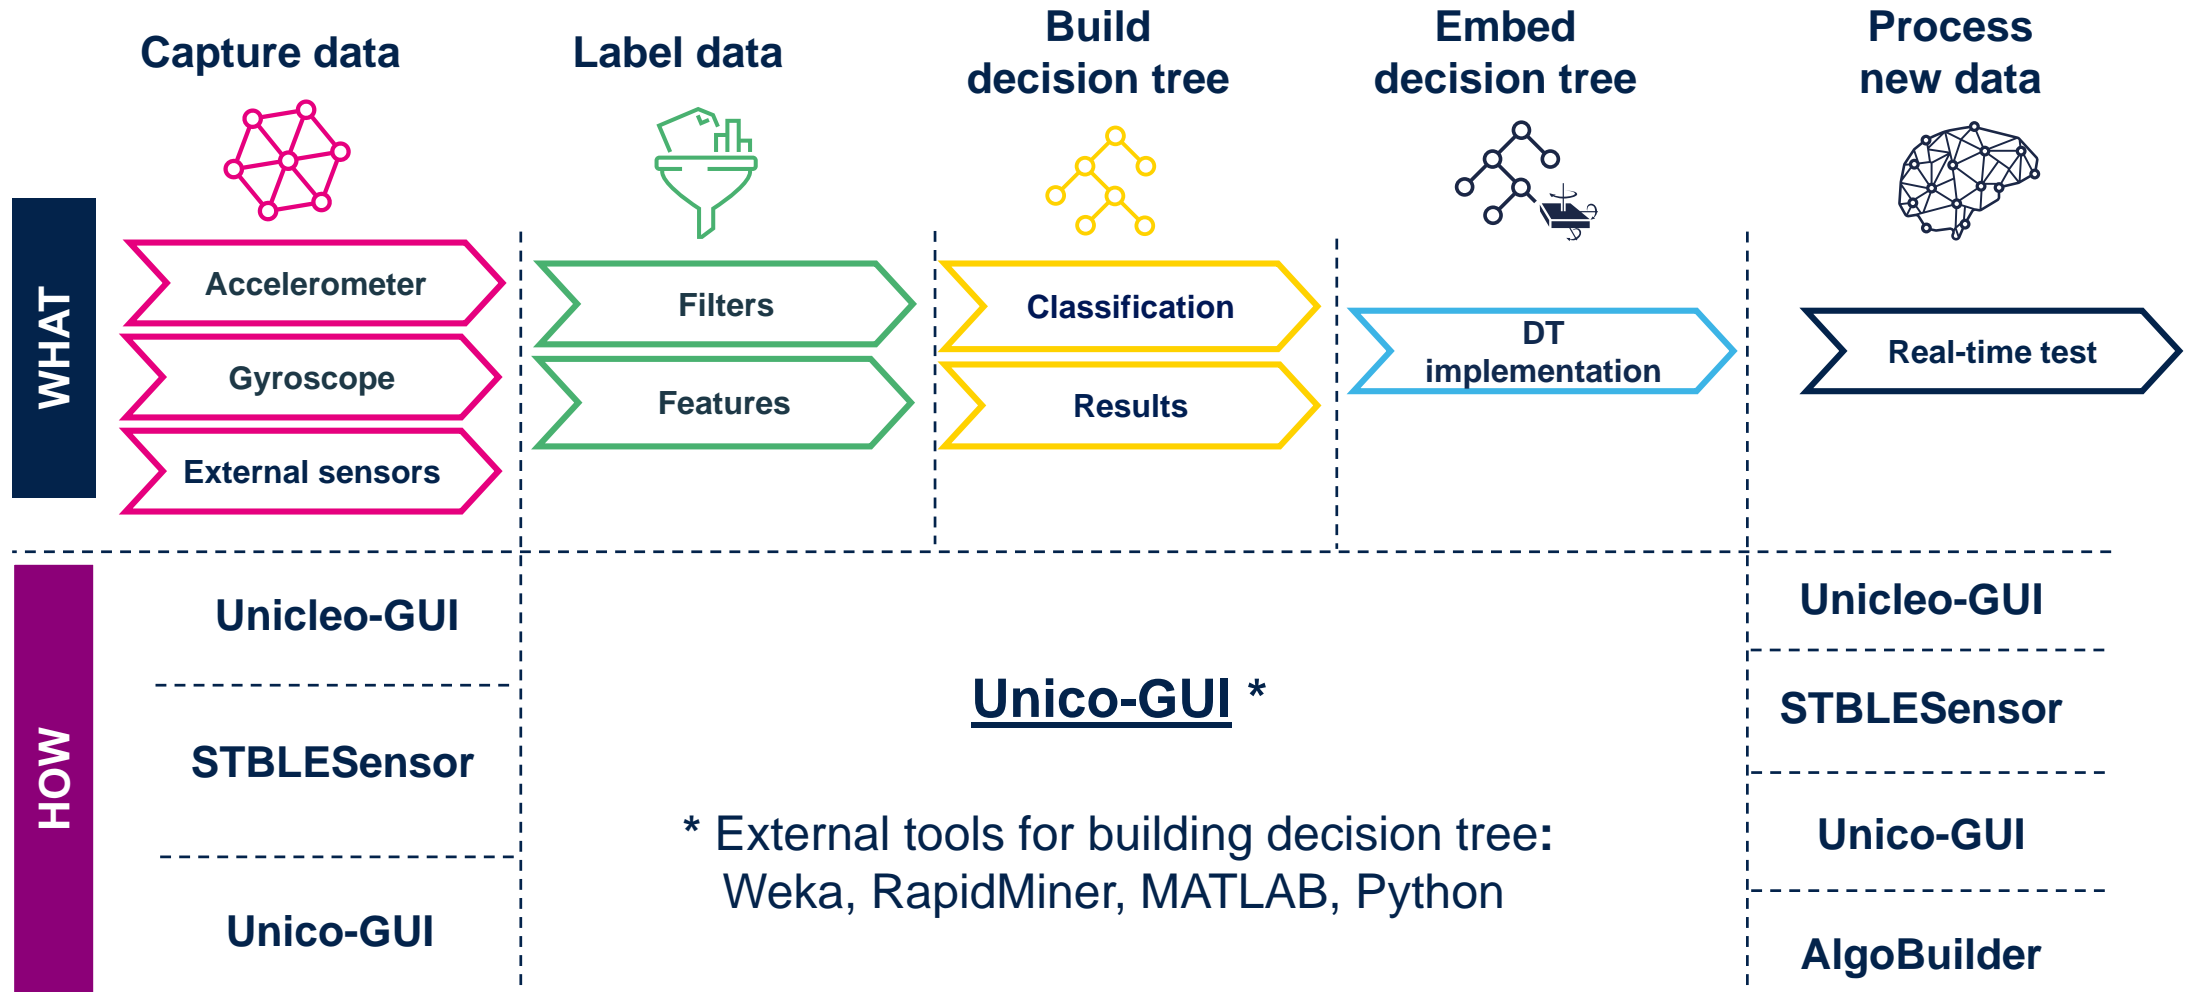 Capture data
Label data
Build
decision tree
Embed
decision tree
Process
new data
WHAT
Accelerometer
Gyroscope
External sensors
Filters
Features
Classification
Results
DT
implementation
Real-time test
HOW
Unicleo-GUI
STBLESensor
Unico-GUI
Unico-GUI *
* External tools for building decision tree:
Weka, RapidMiner, MATLAB, Python
Unicleo-GUI
STBLESensor
Unico-GUI
AlgoBuilder